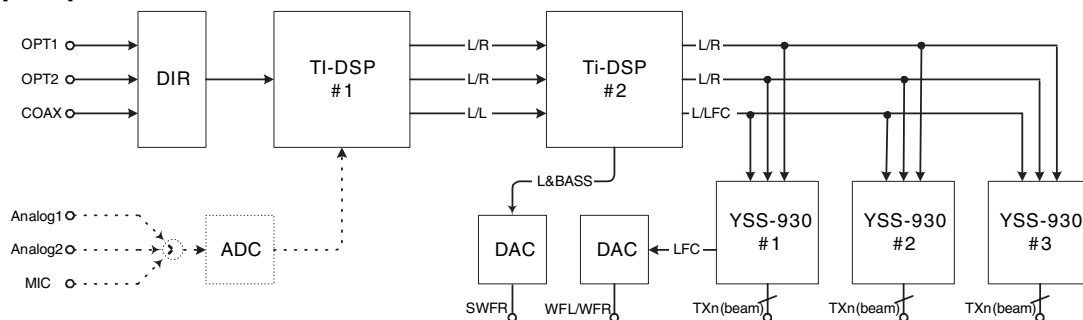 OPT1
OPT2
COAX
DIR
TI-DSP
#1
L/R
L/R
L/L
Ti-DSP
#2
L/R
L/R
L/LFC
L&BASS
Analog1
Analog2
MIC
ADC
DAC
DAC
LFC
YSS-930
#1
YSS-930
#2
YSS-930
#3
SWFR
WFL/WFR
TXn(beam)
TXn(beam)
TXn(beam)